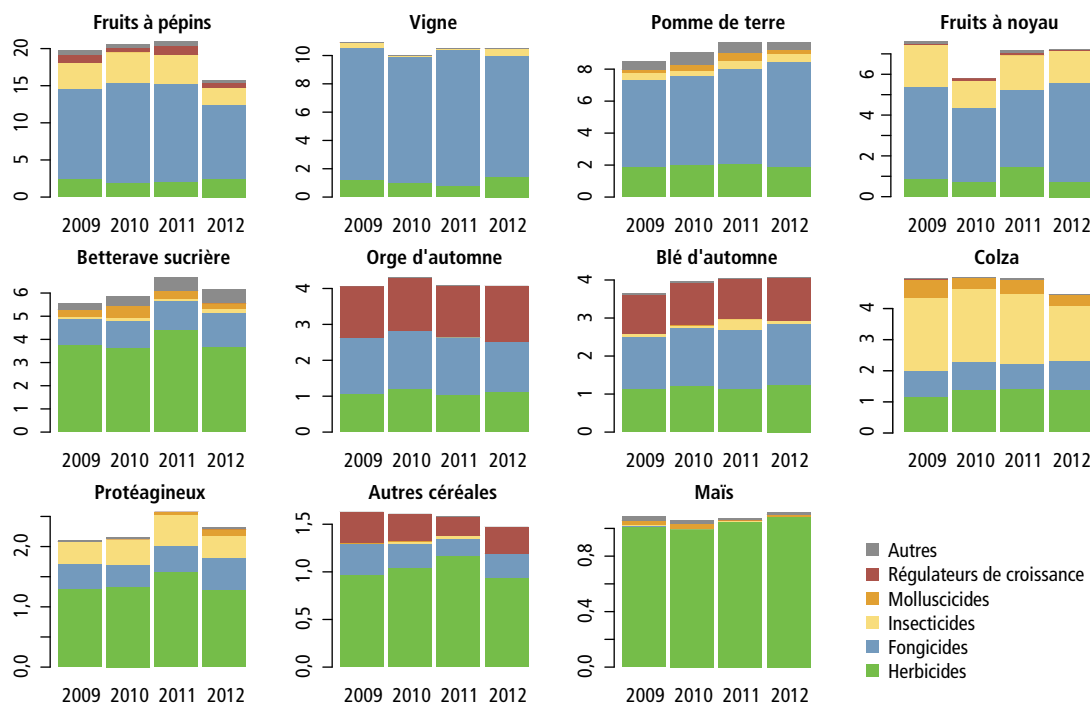 Fruits à pépins
20
15
10
5
0
2009 2010 2011 2012
Vigne
10
8
6
4
2
0
2009 2010 2011 2012
Pomme de terre
8
6
4
2
0
2009 2010 2011 2012
Fruits à noyau
6
4
2
0
2009 2010 2011 2012
Betterave sucrière
6
5
4
3
2
1
0
2009 2010 2011 2012
Orge d'automne
4
3
2
1
0
2009 2010 2011 2012
Blé d'automne
4
3
2
1
0
2009 2010 2011 2012
Colza
4
3
2
1
0
2009 2010 2011 2012
Protéagineux
2,0
1,0
0,0
2009 2010 2011 2012
Autres céréales
1,5
1,0
0,5
0,0
2009 2010 2011 2012
Maïs
0,8
0,4
0,0
2009 2010 2011 2012
Autres
Régulateurs de croissance
Molluscicides
Insecticides
Fongicides
Herbicides